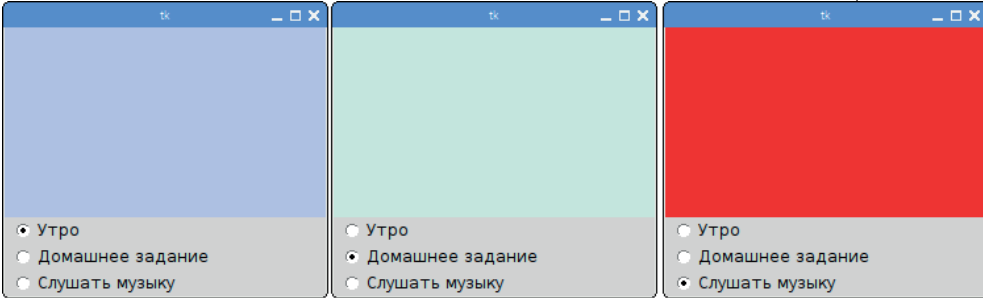 tk
Утро
Домашнее задание
Слушать музыку
tk
Утро
Домашнее задание
Слушать музыку
tk
Утро
Домашнее задание
Слушать музыку